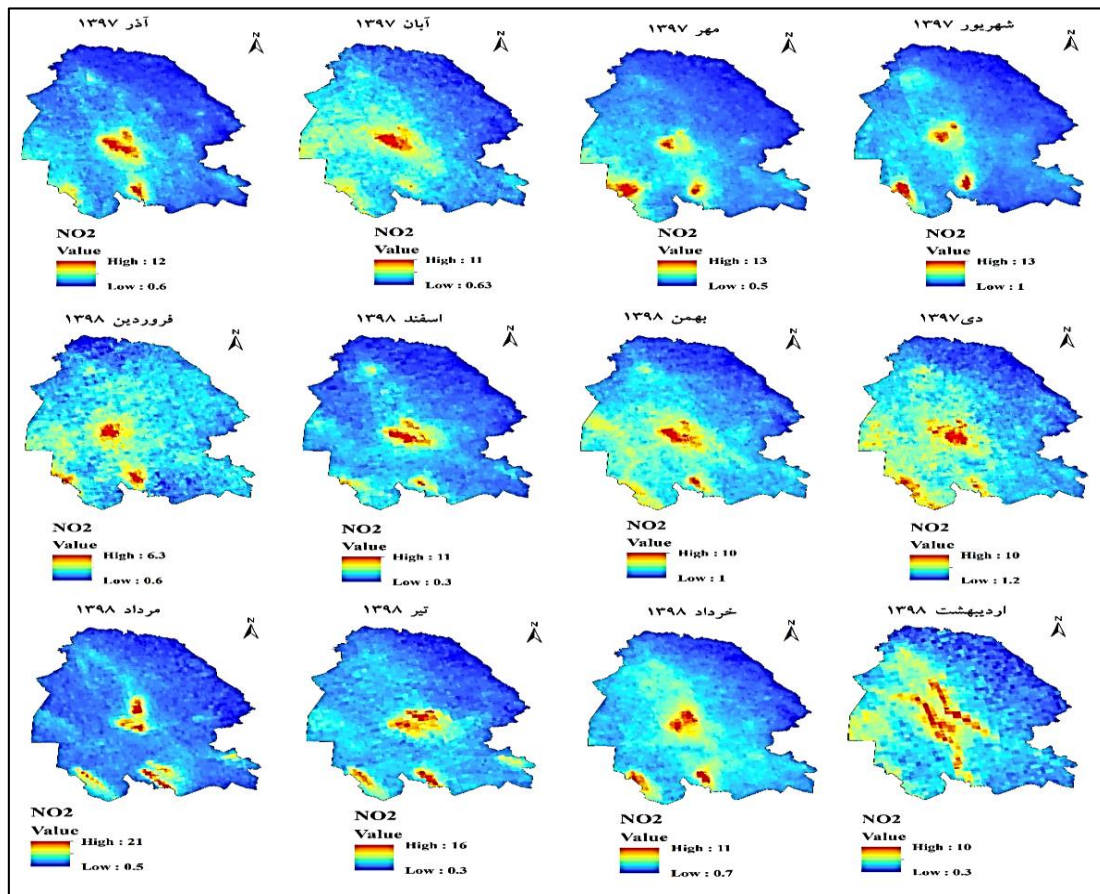 شهریور ۱۳۹۷
N
NO2
Value
High : 13
Low : 1
مهر ۱۳۹۷
N
NO2
Value
High : 13
Low : 0.5
آبان ۱۳۹۷
N
NO2
Value
High : 11
Low : 0.63
آذر ۱۳۹۷
N
NO2
Value
High : 12
Low : 0.6
دی۱۳۹۷
N
NO2
Value
High : 10
Low : 1.2
بهمن ۱۳۹۸
N
NO2
Value
High : 10
Low : 1
اسفند ۱۳۹۸
N
NO2
Value
High : 11
Low : 0.3
فروردین ۱۳۹۸
N
NO2
Value
High : 6.3
Low : 0.6
اردیبهشت ۱۳۹۸
N
NO2
Value
High : 10
Low : 0.3
خرداد ۱۳۹۸
N
NO2
Value
High : 11
Low : 0.7
تیر ۱۳۹۸
N
NO2
Value
High : 16
Low : 0.3
مرداد ۱۳۹۸
N
NO2
Value
High : 21
Low : 0.5